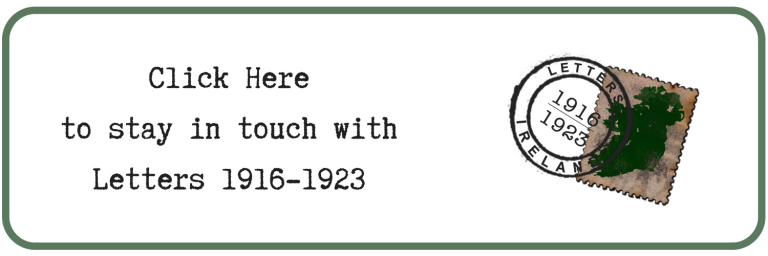 Click Here
to stay in touch with
Letters 1916-1923
LETTERS
1916
1923
IRELAND